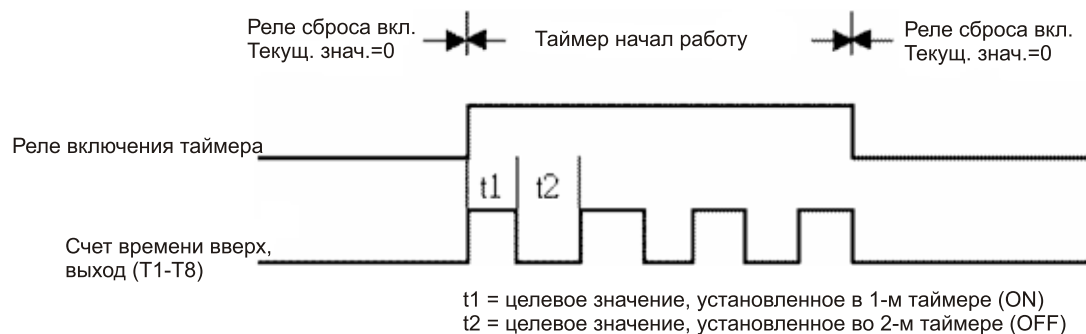 Реле сброса вкл.
Текущ. знач.=0
Таймер начал работу
Реле сброса вкл.
Текущ. знач.=0
Реле включения таймера
t1
t2
Счет времени вверх,
выход (Т1-Т8)
t1 = целевое значение, установленное в 1-м таймере (ON)
t2 = целевое значение, установленное во 2-м таймере (OFF)